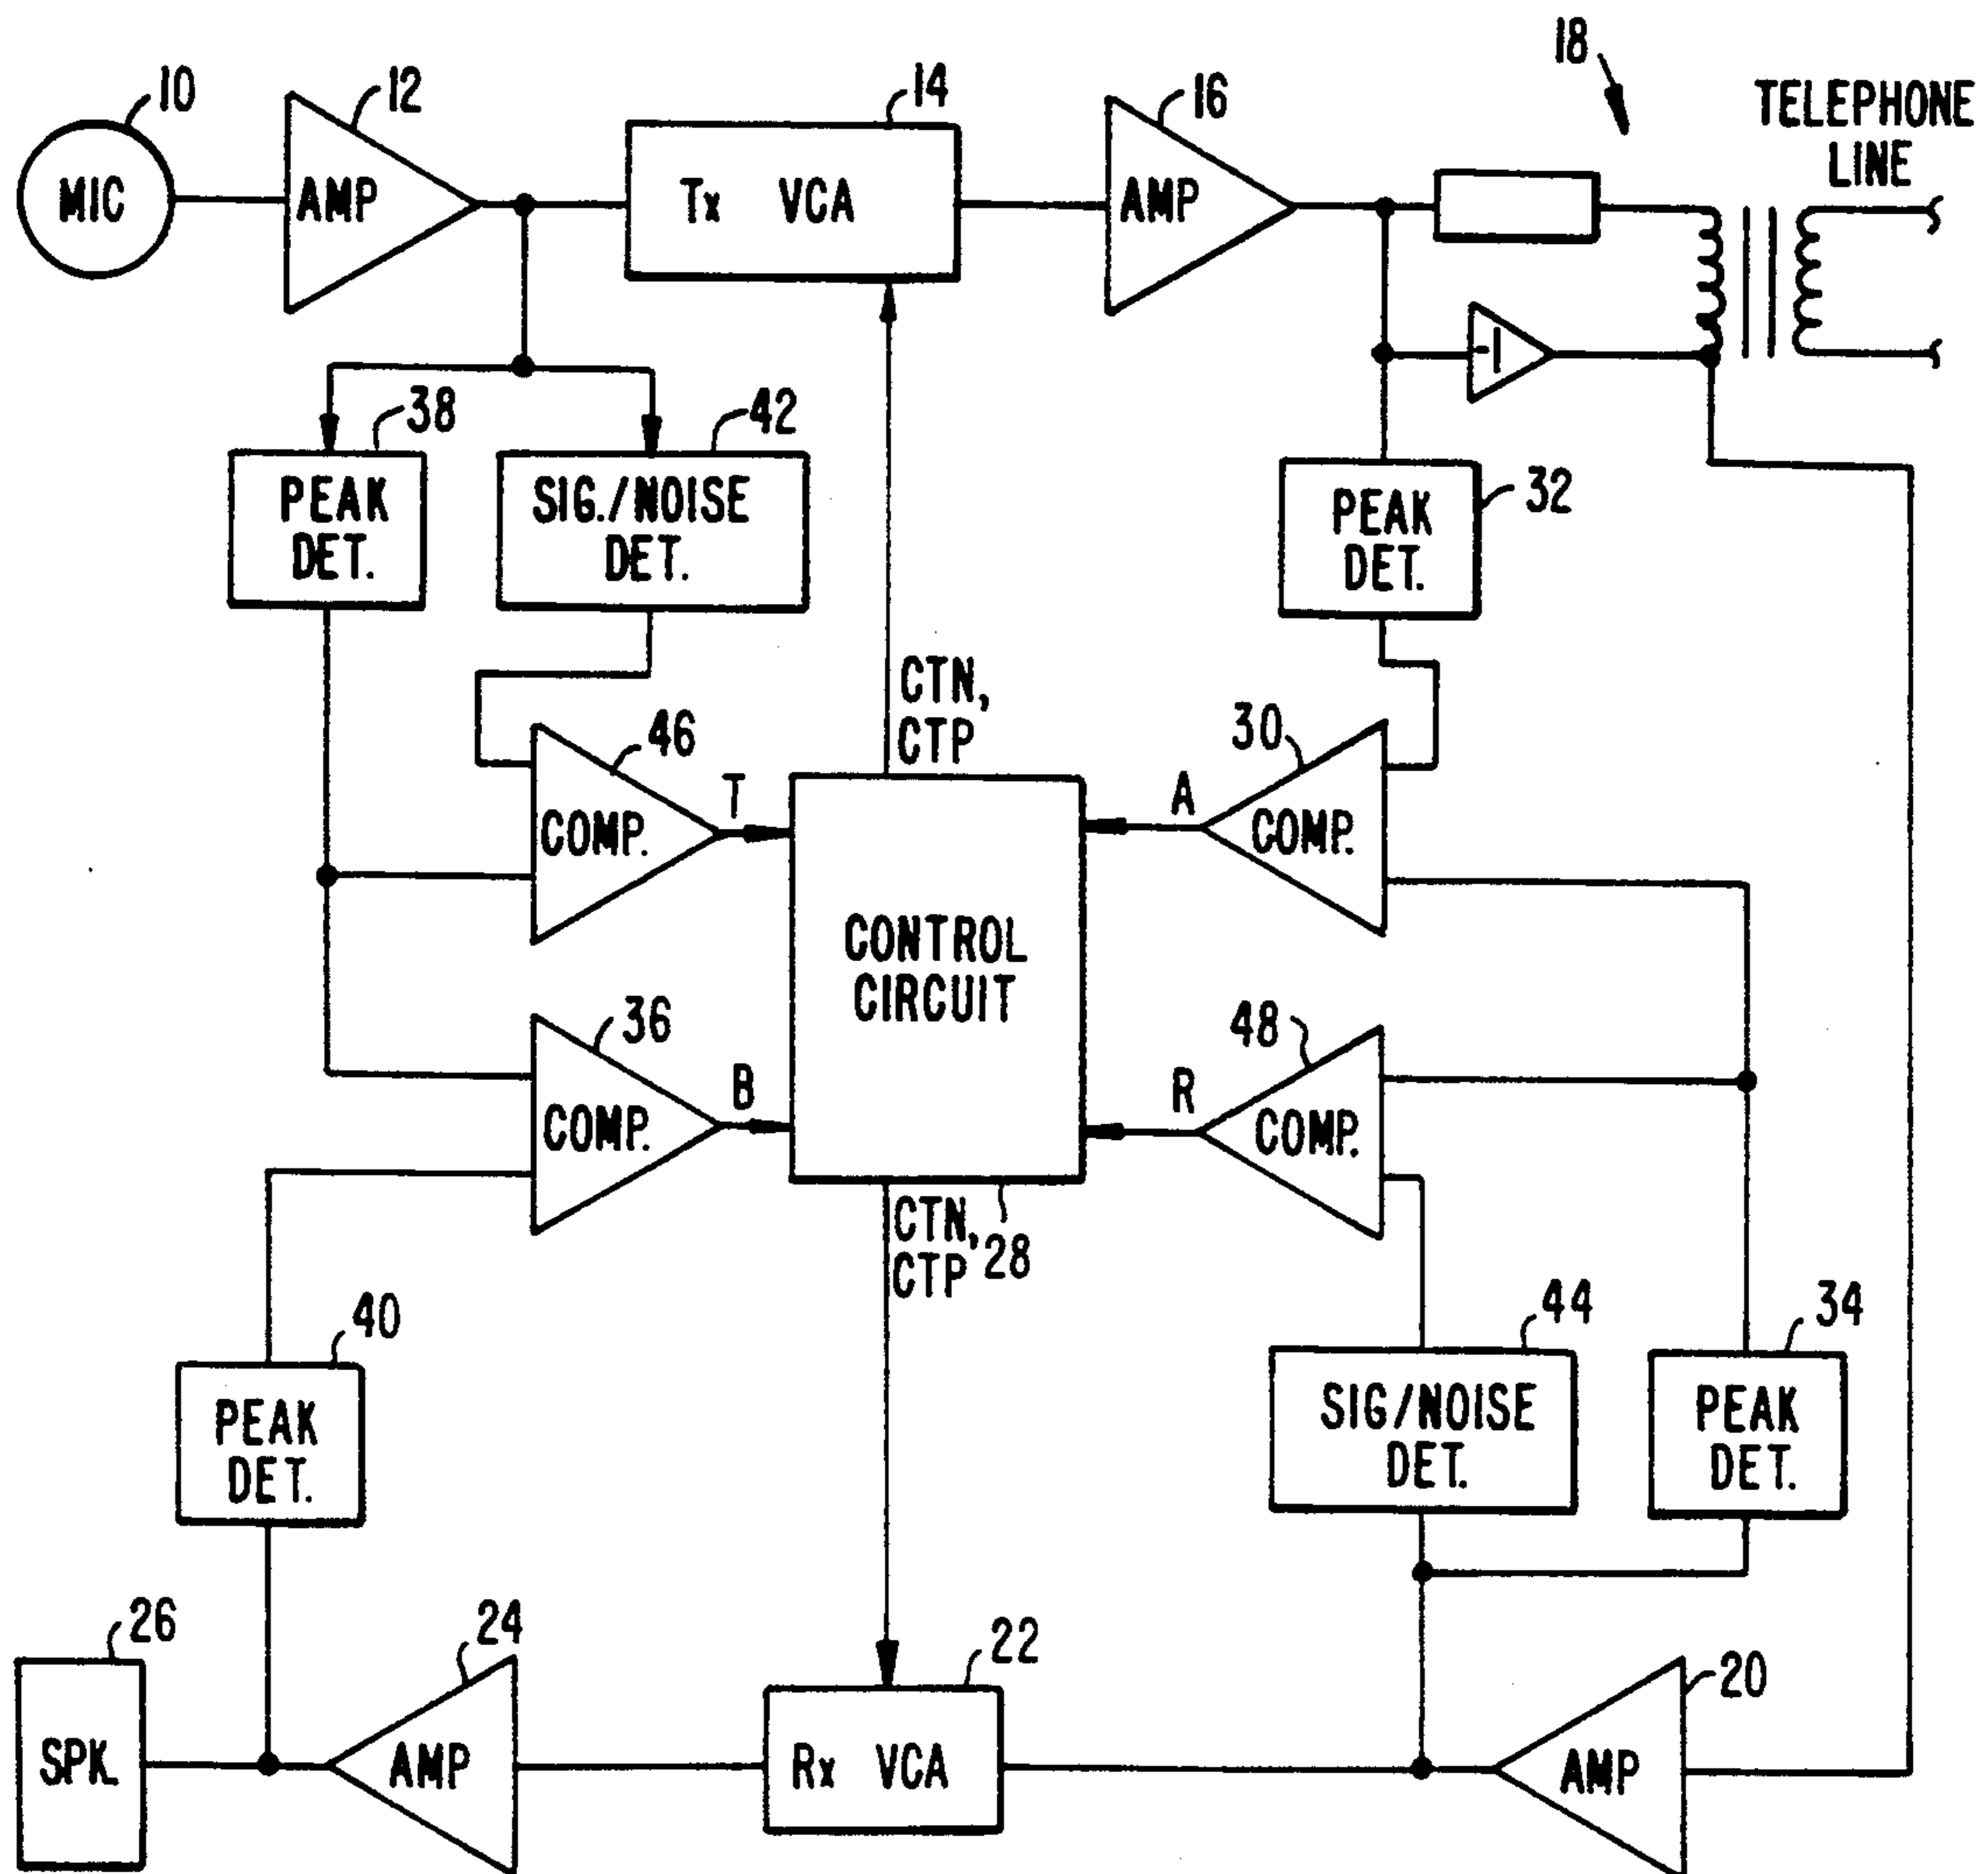 10
12
14
16
18
TELEPHONE
LINE
MIC
AMP
Tx VCA
AMP
-1
38
42
32
PEAK
DET.
SIG./NOISE
DET.
PEAK
DET.
CTN,
CTP
46
T
30
A
COMP.
COMP.
CONTROL
CIRCUIT
36
B
48
R
COMP.
COMP.
CTN,
CTP
28
40
44
34
PEAK
DET.
SIG/NOISE
DET.
PEAK
DET.
26
24
22
20
SPK.
AMP
Rx VCA
AMP